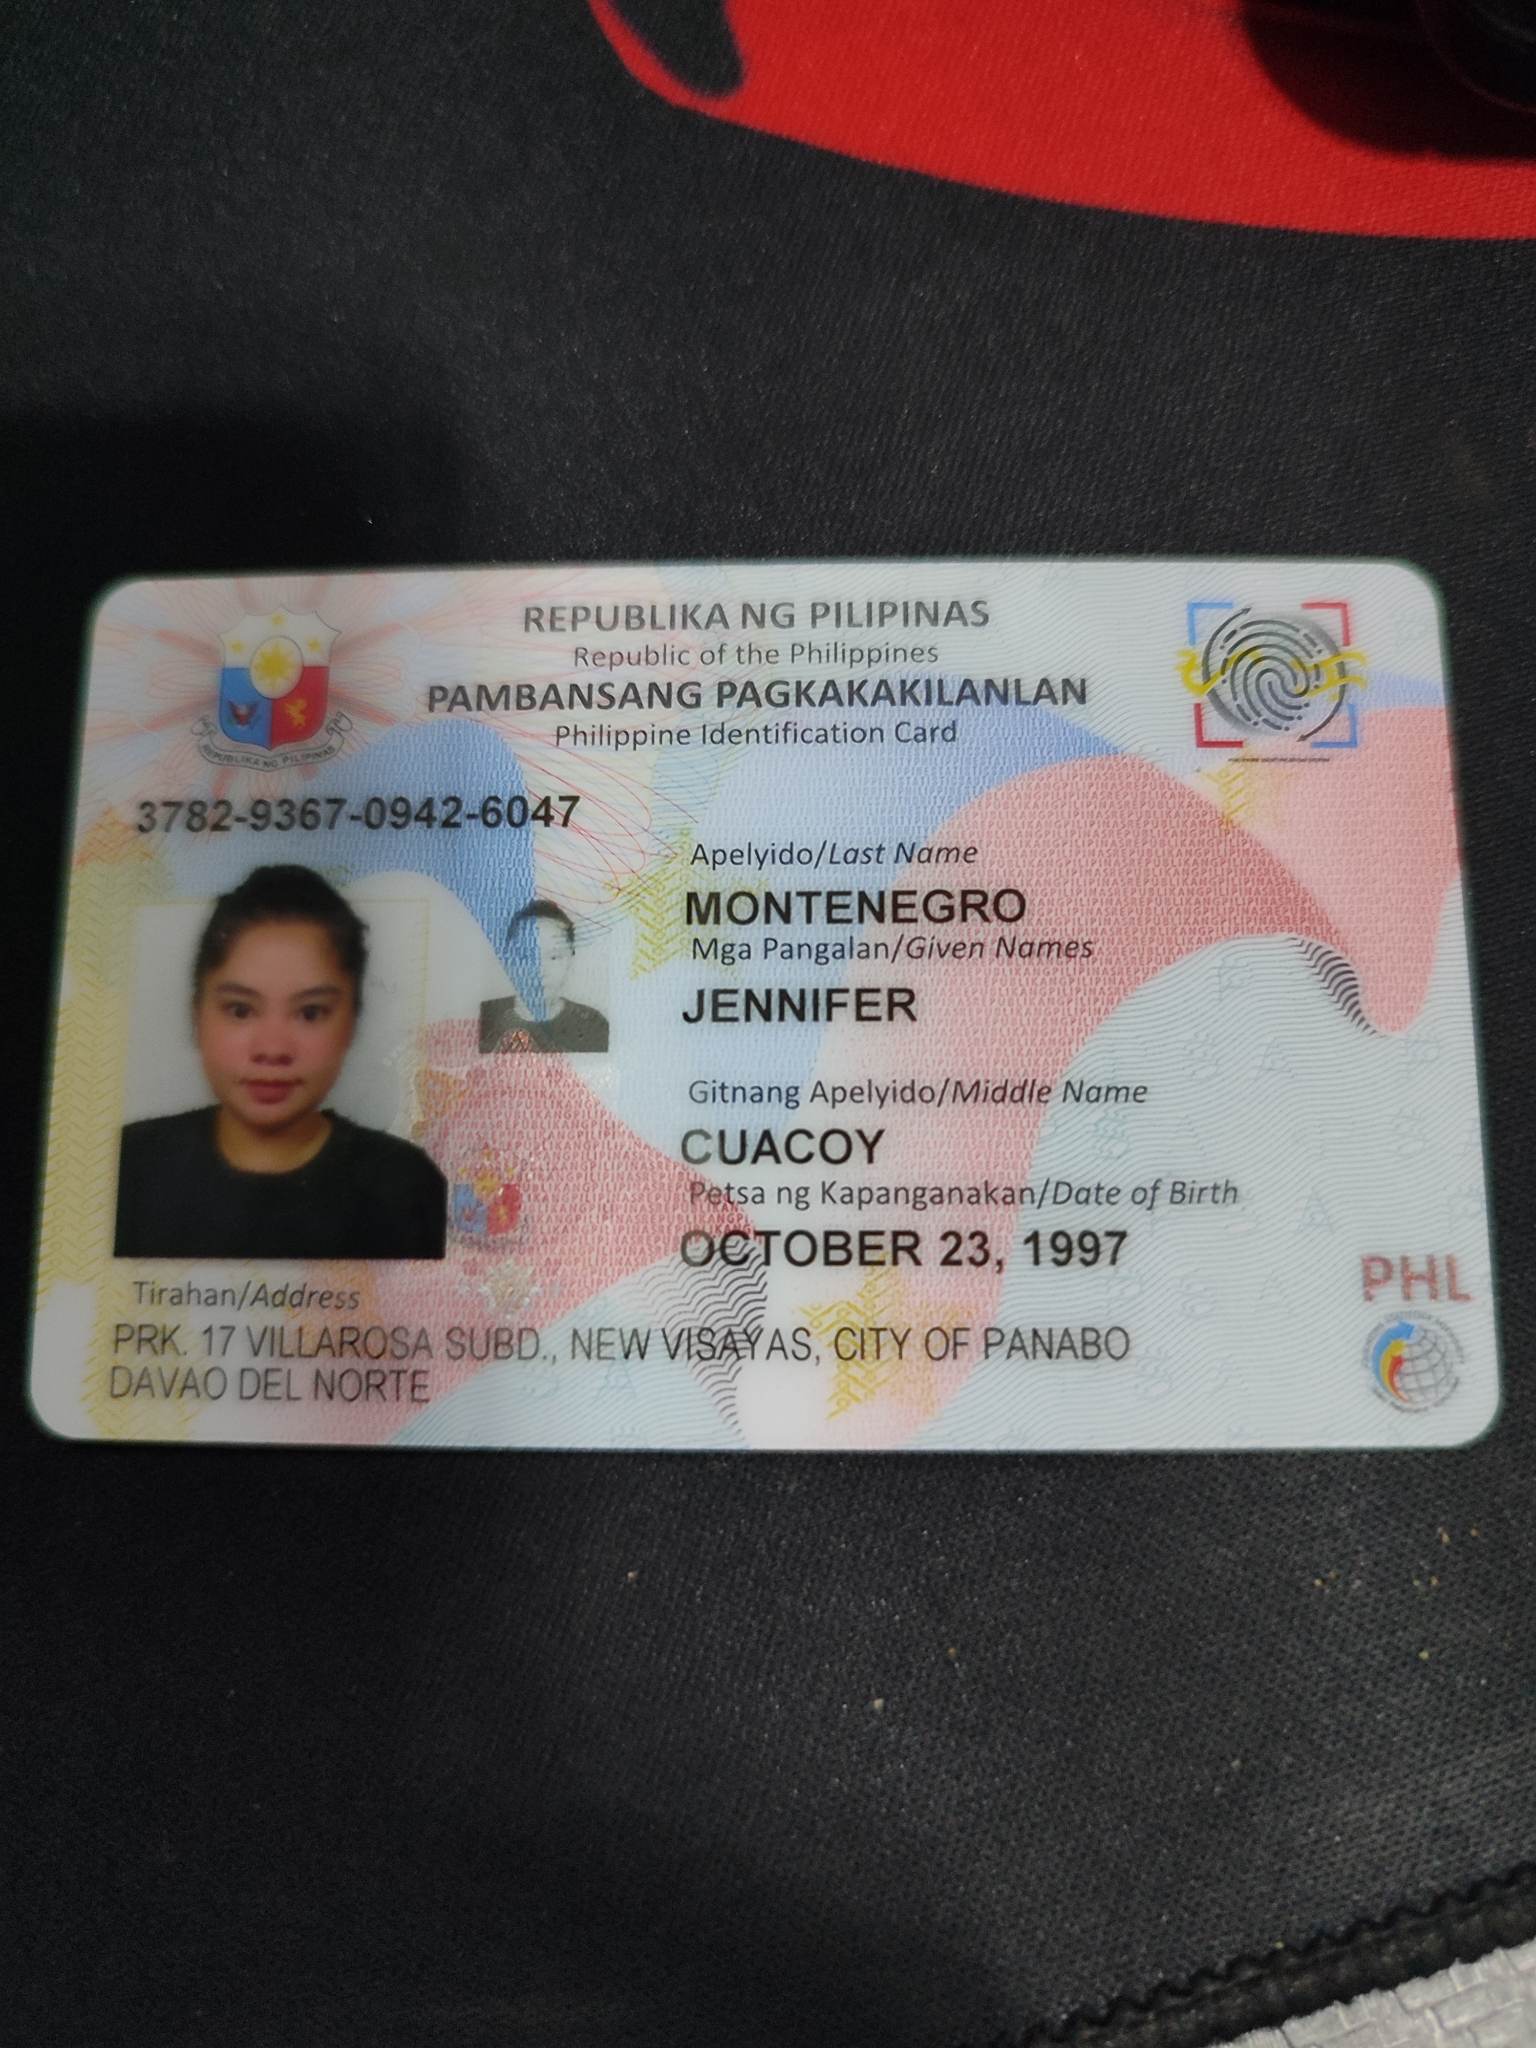 REPUBLIKA NG PILIPINAS
Republic of the Philippines
PAMBANSANG PAGKAKAKILANLAN
Philippine Identification Card
REPUBLIKA NG PILIPINAS
3782-9367-0942-6047
Apelyido/Last Name
MONTENEGRO
Mga Pangalan/Given Names
JENNIFER
Gitnang Apelyido/Middle Name
CUACOY
Petsa ng Kapanganakan/Date of Birth
OCTOBER 23, 1997
PHL
Tirahan/Address
PRK. 17 VILLAROSA SUBD., NEW VISAYAS, CITY OF PANABO
DAVAO DEL NORTE